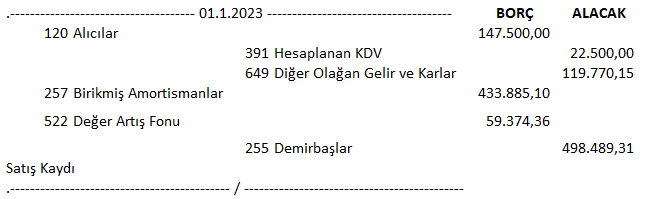 .------------------------------------- 01.1.2023 ------------------------------------- BORÇ ALACAK
120 Alıcılar 147.500,00
391 Hesaplanan KDV 22.500,00
649 Diğer Olağan Gelir ve Karlar 119.770,15
257 Birikmiş Amortismanlar 433.885,10
522 Değer Artış Fonu 59.374,36
255 Demirbaşlar 498.489,31
Satış Kaydı
.-------------------------------------------- / --------------------------------------------